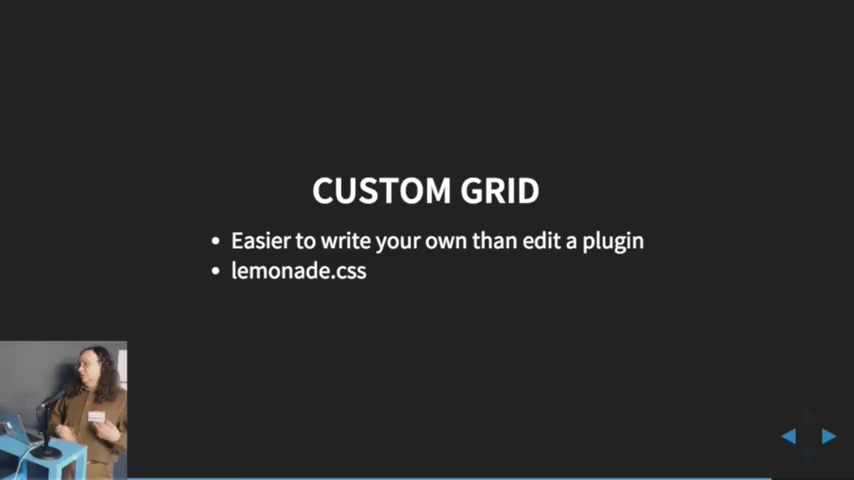 CUSTOM GRID
• Easier to write your own than edit a plugin
• lemonade.css